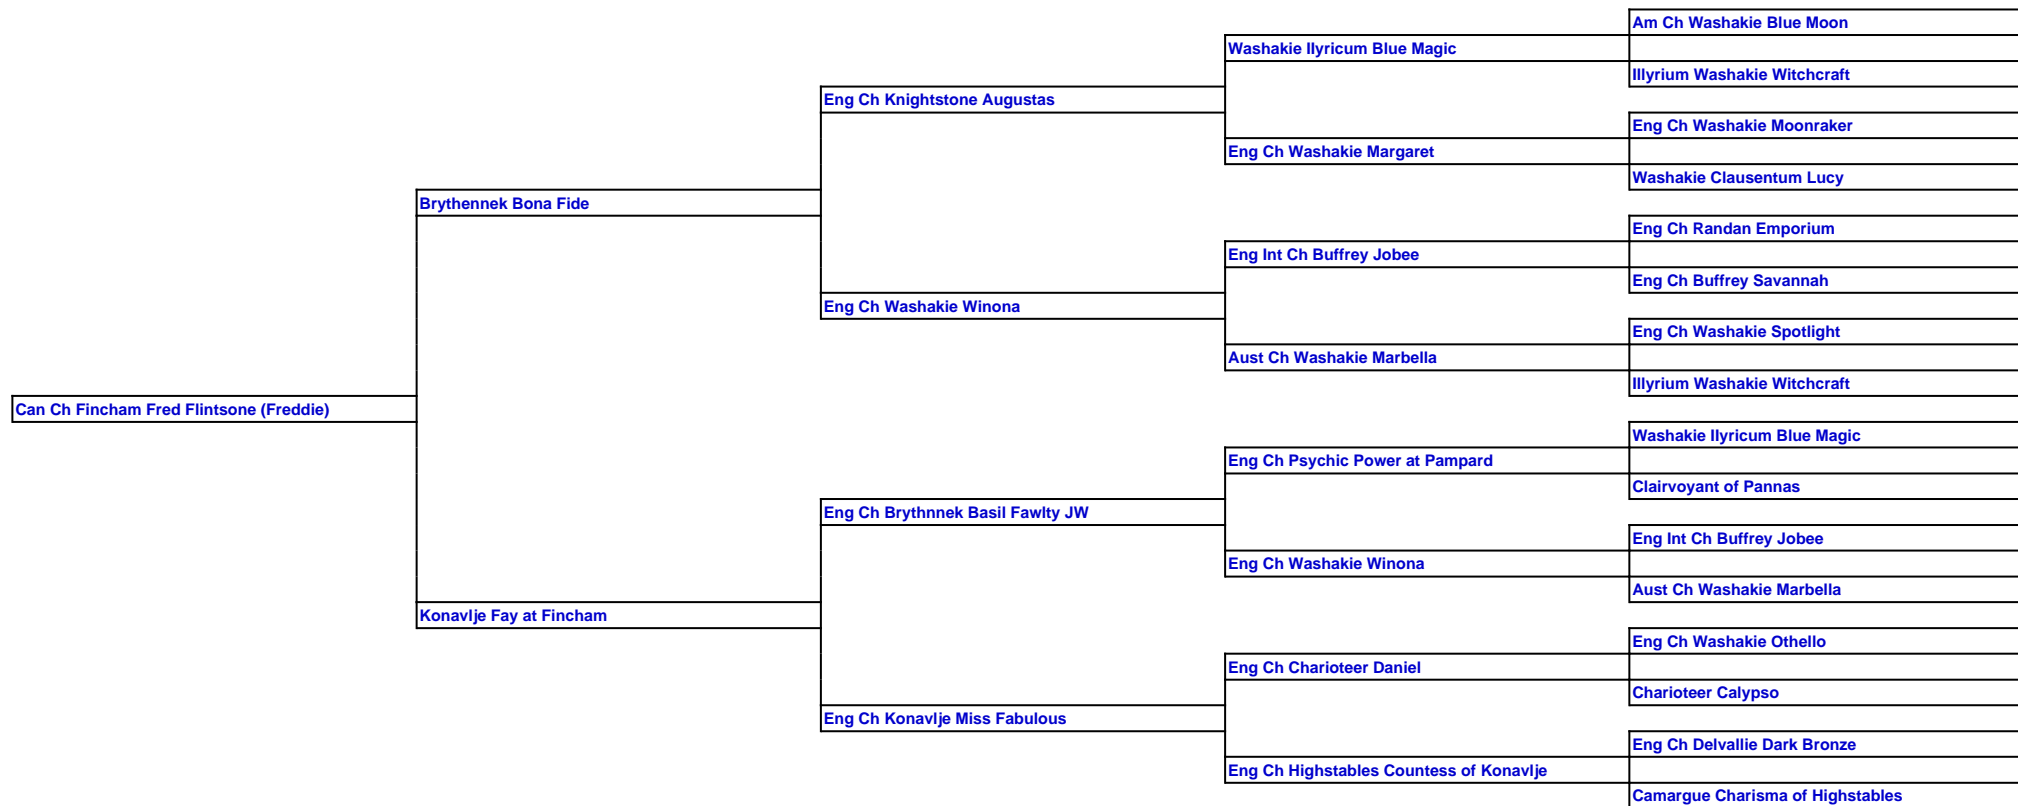 Am Ch Washakie Blue Moon
Washakie Ilyricum Blue Magic
Illyrium Washakie Witchcraft
Eng Ch Knightstone Augustas
Eng Ch Washakie Moonraker
Eng Ch Washakie Margaret
Washakie Clausentum Lucy
Brythennek Bona Fide
Eng Ch Randan Emporium
Eng Int Ch Buffrey Jobee
Eng Ch Buffrey Savannah
Eng Ch Washakie Winona
Eng Ch Washakie Spotlight
Aust Ch Washakie Marbella
Illyrium Washakie Witchcraft
Can Ch Fincham Fred Flintsone (Freddie)
Washakie Ilyricum Blue Magic
Eng Ch Psychic Power at Pampard
Clairvoyant of Pannas
Eng Ch Brythnnek Basil Fawlty JW
Eng Int Ch Buffrey Jobee
Eng Ch Washakie Winona
Aust Ch Washakie Marbella
Konavlje Fay at Fincham
Eng Ch Washakie Othello
Eng Ch Charioteer Daniel
Charioteer Calypso
Eng Ch Konavlje Miss Fabulous
Eng Ch Delvallie Dark Bronze
Eng Ch Highstables Countess of Konavlje
Camargue Charisma of Highstables